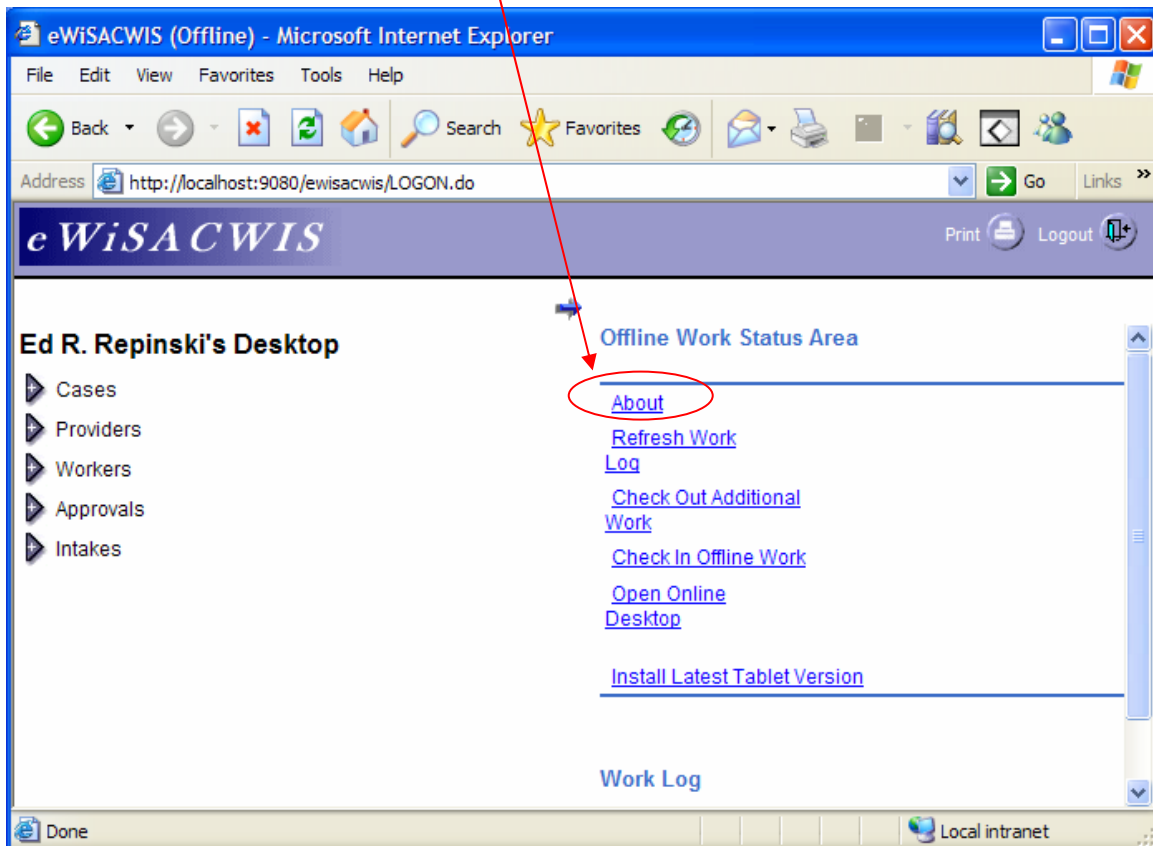 eWiSACWIS (Offline) - Microsoft Internet Explorer
File Edit View Favorites Tools Help
Back Search Favorites
Address http://localhost:9080/ewisacwis/LOGON.do Go Links »
e WiSACWIS Print Logout
Ed R. Repinski's Desktop
Cases
Providers
Workers
Approvals
Intakes
Offline Work Status Area
About
Refresh Work
Log
Check Out Additional
Work
Check In Offline Work
Open Online
Desktop
Install Latest Tablet Version
Work Log
Done Local intranet